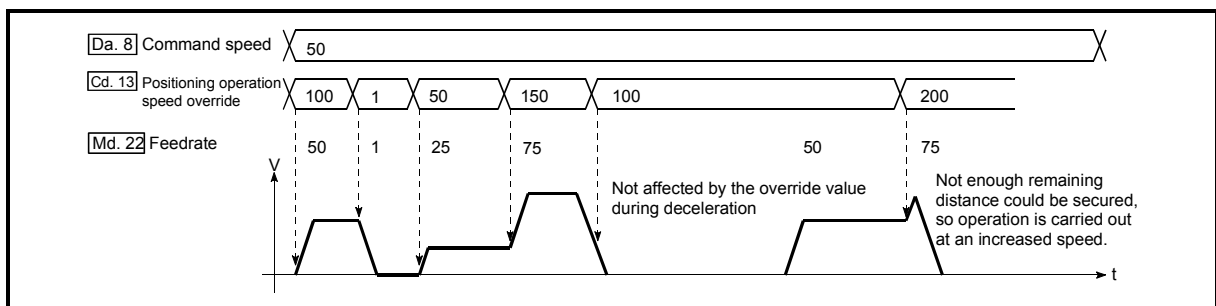 Da. 8 Command speed
50
Cd. 13 Positioning operation
speed override
100 1 50 150 100 200
Md. 22 Feedrate
50 1 25 75 50 75
V
Not affected by the override value
during deceleration
Not enough remaining
distance could be secured,
so operation is carried out
at an increased speed.
t